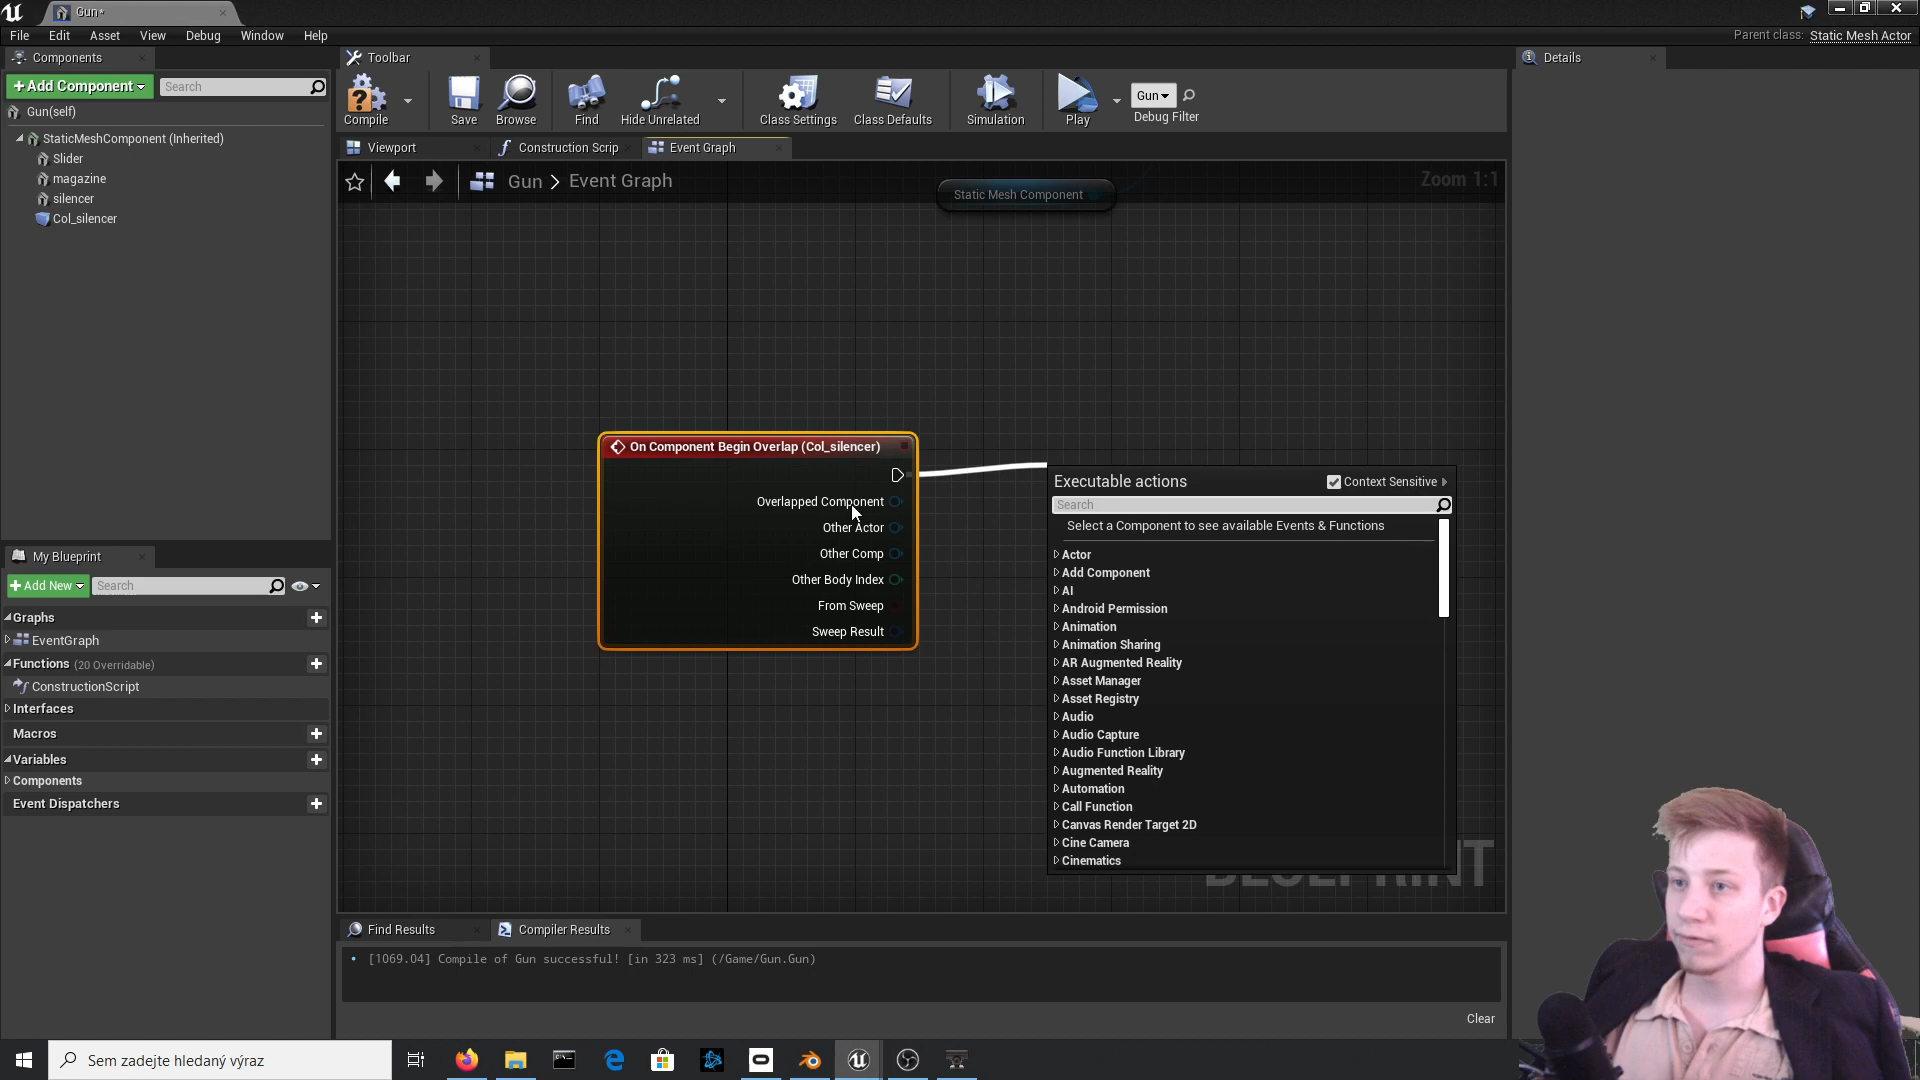 Gun*
File Edit Asset View Debug Window Help
Parent class: Static Mesh Actor
Components
+ Add Component
Search
Gun(self)
StaticMeshComponent (Inherited)
Slider
magazine
silencer
Col_silencer
Toolbar
Compile
Save
Browse
Find
Hide Unrelated
Class Settings
Class Defaults
Simulation
Play
Gun
Debug Filter
Viewport
Construction Scrip
Event Graph
Gun > Event Graph
Zoom 1:1
Static Mesh Component
On Component Begin Overlap (Col_silencer)
Overlapped Component
Other Actor
Other Comp
Other Body Index
From Sweep
Sweep Result
Executable actions
Context Sensitive
Search
Select a Component to see available Events & Functions
Actor
Add Component
AI
Android Permission
Animation
Animation Sharing
AR Augmented Reality
Asset Manager
Asset Registry
Audio
Audio Capture
Audio Function Library
Augmented Reality
Automation
Call Function
Canvas Render Target 2D
Cine Camera
Cinematics
BLUEPRINT
Details
My Blueprint
+ Add New
Search
Graphs
EventGraph
Functions (20 Overridable)
ConstructionScript
Interfaces
Macros
Variables
Components
Event Dispatchers
Find Results
Compiler Results
[1069.04] Compile of Gun successful! [in 323 ms] (/Game/Gun.Gun)
Clear
Sem zadejte hledaný výraz